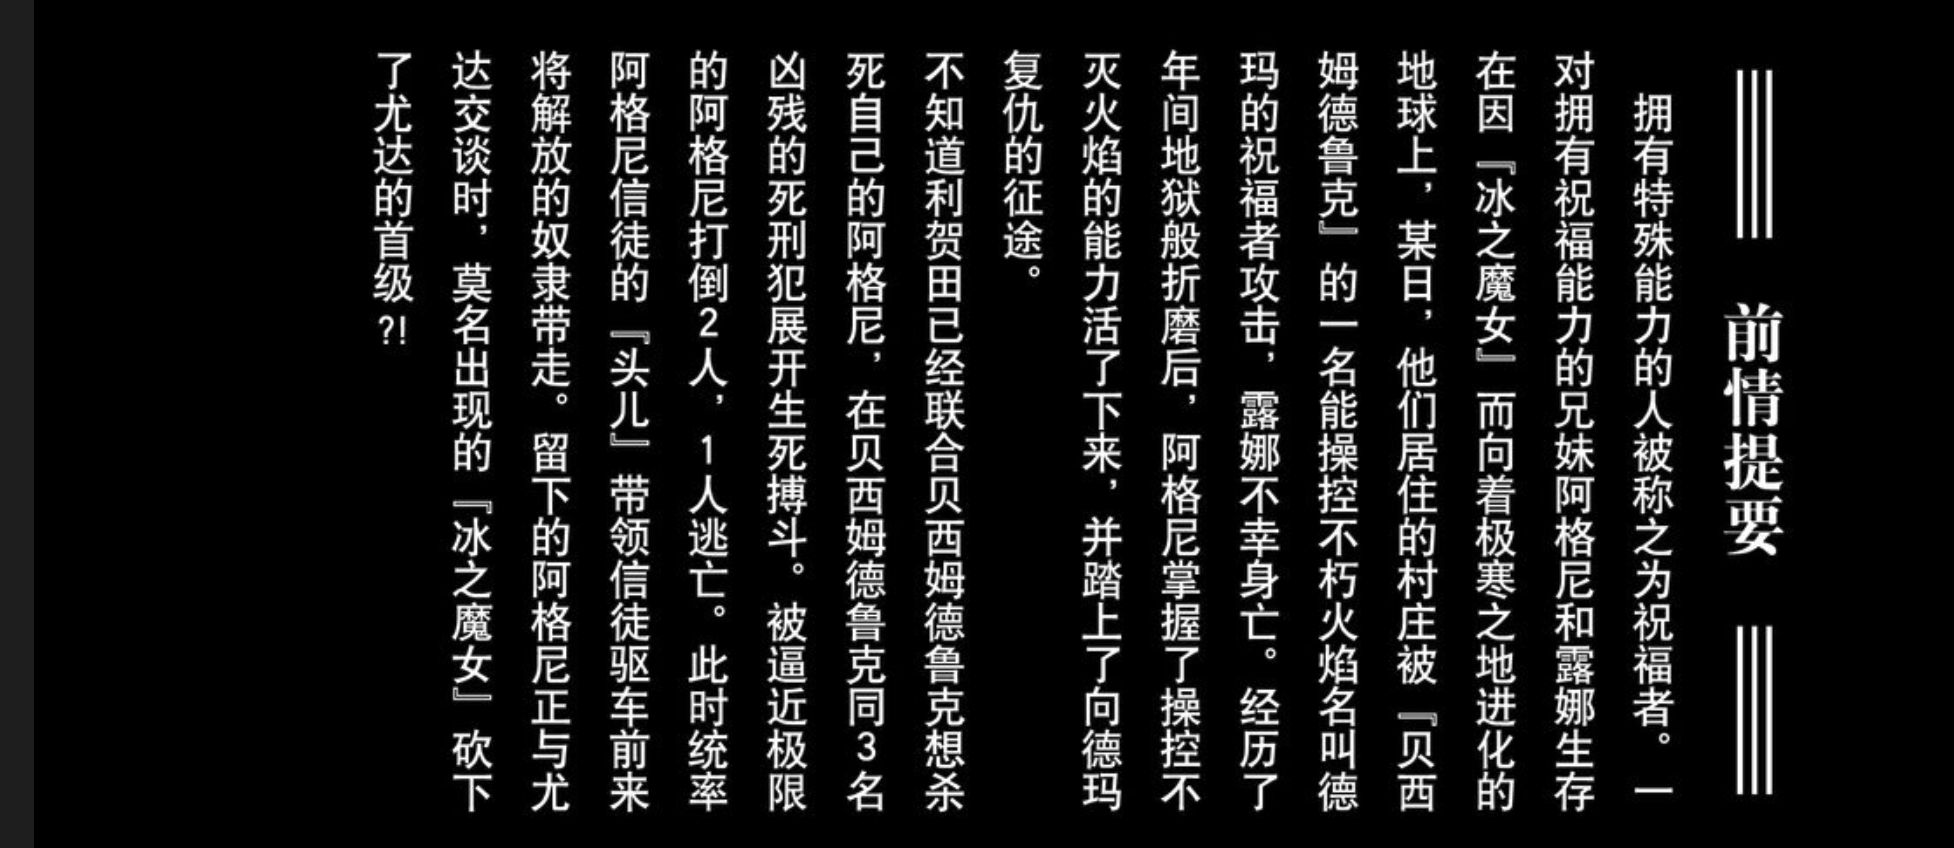 前情提要
拥有特殊能力的人被称之为祝福者。一
对拥有祝福能力的兄妹阿格尼和露娜生存
在因『冰之魔女』而向着极寒之地进化的
地球上，某日，他们居住的村庄被『贝西
姆德鲁克』的一名能操控不朽火焰名叫德
玛的祝福者攻击，露娜不幸身亡。经历了
年间地狱般折磨后，阿格尼掌握了操控不
灭火焰的能力活了下来，并踏上了向德玛
复仇的征途。
不知道利贺田已经联合贝西姆德鲁克想杀
死自己的阿格尼，在贝西姆德鲁克同3名
凶残的死刑犯展开生死搏斗。被逼近极限
的阿格尼打倒2人，1人逃亡。此时统率
阿格尼信徒的『头儿』带领信徒驱车前来
将解放的奴隶带走。留下的阿格尼正与尤
达交谈时，莫名出现的『冰之魔女』砍下
了尤达的首级?!